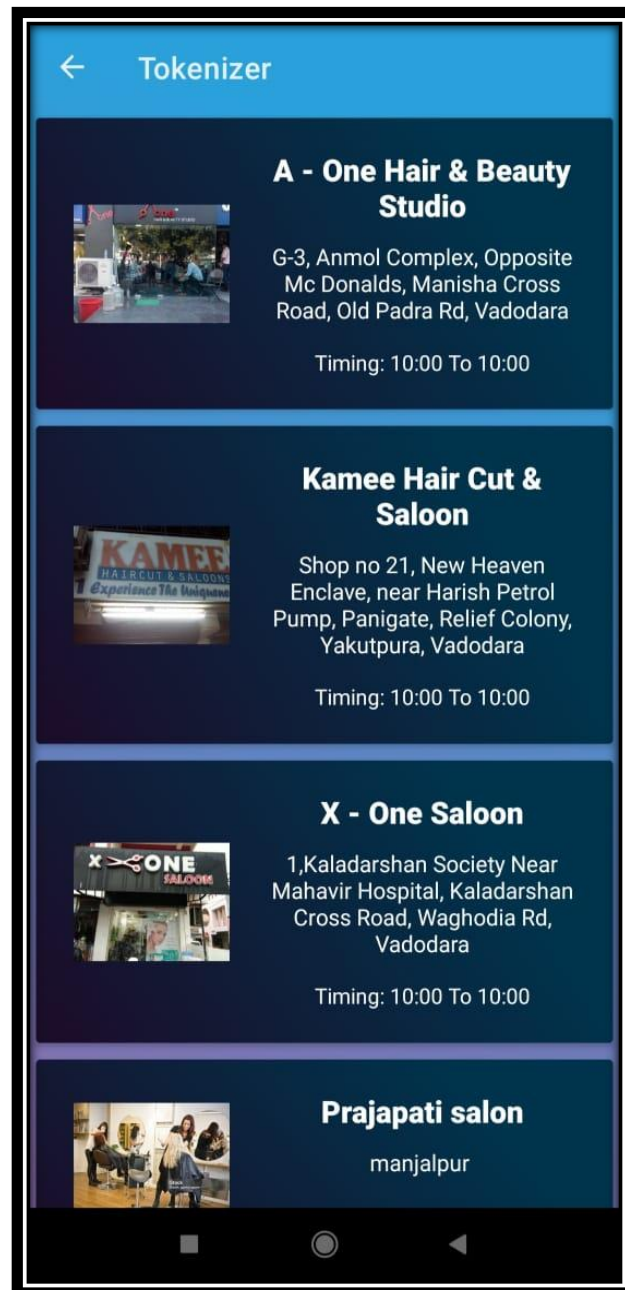 Tokenizer
A - One Hair & Beauty
Studio
G-3, Anmol Complex, Opposite
Mc Donalds, Manisha Cross
Road, Old Padra Rd, Vadodara
Timing: 10:00 To 10:00
Kamee Hair Cut &
Saloon
KAMEE
HAIRCUT & SALOONS
Experience The
Shop no 21, New Heaven
Enclave, near Harish Petrol
Pump, Panigate, Relief Colony,
Yakutpura, Vadodara
Timing: 10:00 To 10:00
X - One Saloon
X ONE
SALOON
1,Kaladarshan Society Near
Mahavir Hospital, Kaladarshan
Cross Road, Waghodia Rd,
Vadodara
Timing: 10:00 To 10:00
Prajapati salon
manjalpur